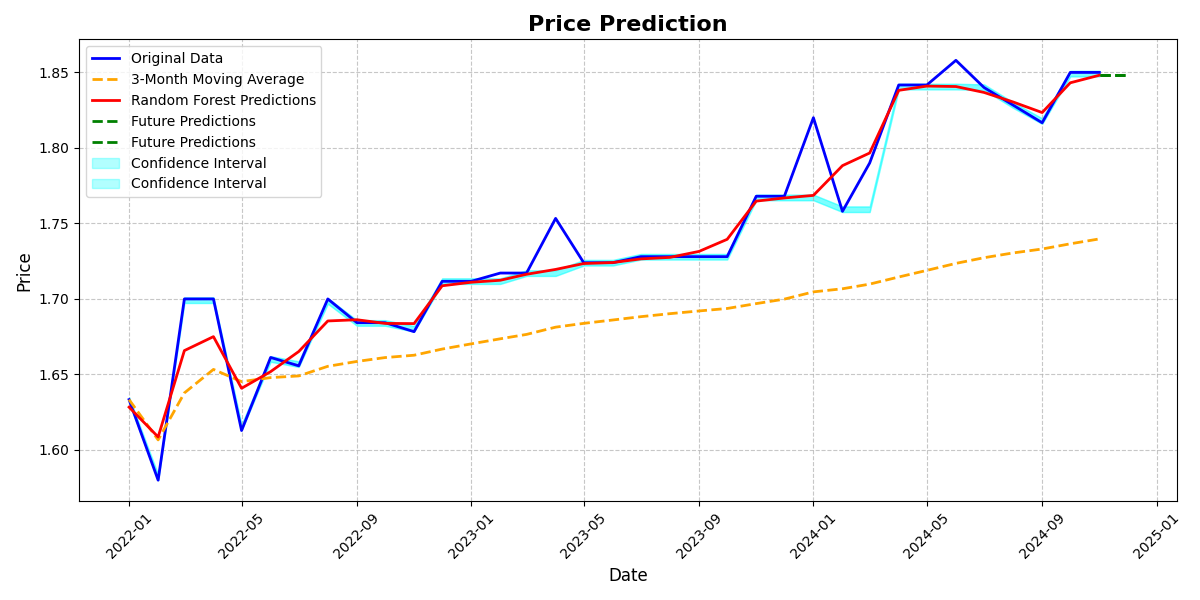 Price Prediction
Original Data
3-Month Moving Average
Random Forest Predictions
Future Predictions
Future Predictions
Confidence Interval
Confidence Interval
1.85
1.80
1.75
1.70
1.65
1.60
Price
2022-01
2022-05
2022-09
2023-01
2023-05
2023-09
2024-01
2024-05
2024-09
2025-01
Date